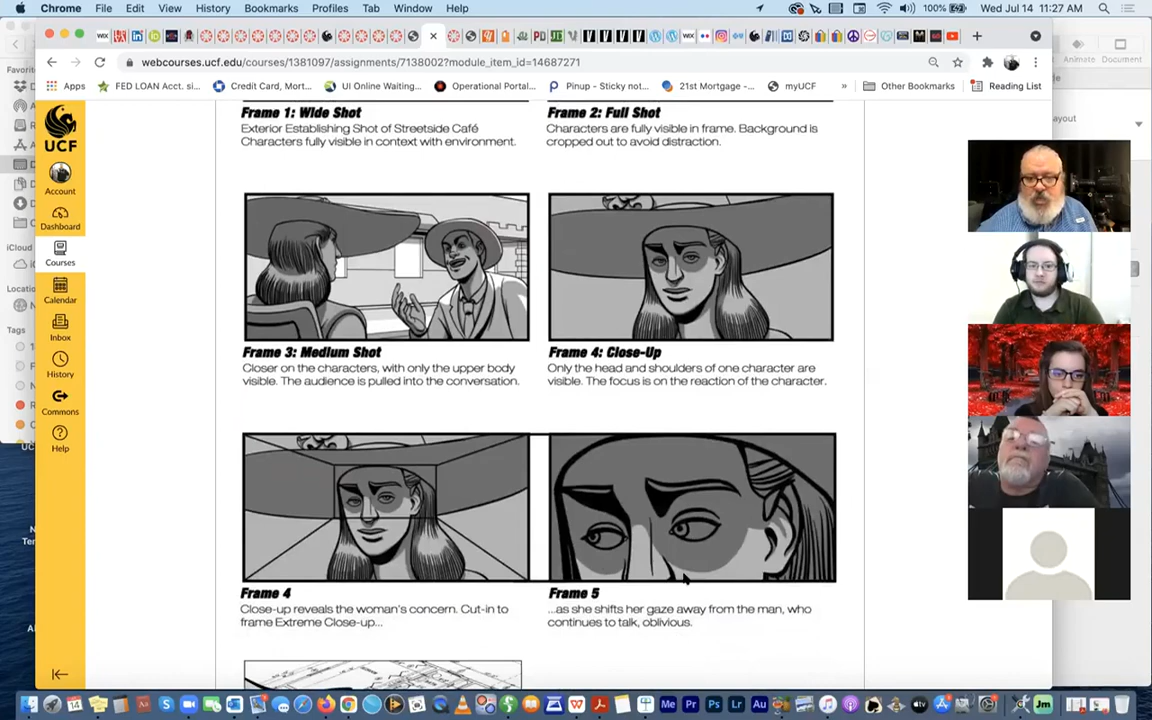 Chrome File Edit View History Bookmarks Profiles Tab Window Help 100% Wed Jul 14 11:27 AM
webcourses.ucf.edu/courses/1381097/assignments/7138002?module_item_id=14687271
Apps FED LOAN Acct. si... Credit Card, Mort... UI Online Waiting... Operational Portal... Pinup - Sticky not... 21st Mortgage -... myUCF Other Bookmarks Reading List
Animate Document
ayout
Favorite
iCloud
Locatio
Tags
UCF
Account
Dashboard
Courses
Calendar
Inbox
History
Commons
Help
Frame 1: Wide Shot
Exterior Establishing Shot of Streetside Café
Characters fully visible in context with environment.
Frame 2: Full Shot
Characters are fully visible in frame. Background is
cropped out to avoid distraction.
Frame 3: Medium Shot
Closer on the characters, with only the upper body
visible. The audience is pulled into the conversation.
Frame 4: Close-Up
Only the head and shoulders of one character are
visible. The focus is on the reaction of the character.
Frame 4
Close-up reveals the woman's concern. Cut-in to
frame Extreme Close-up...
Frame 5
...as she shifts her gaze away from the man, who
continues to talk, oblivious.